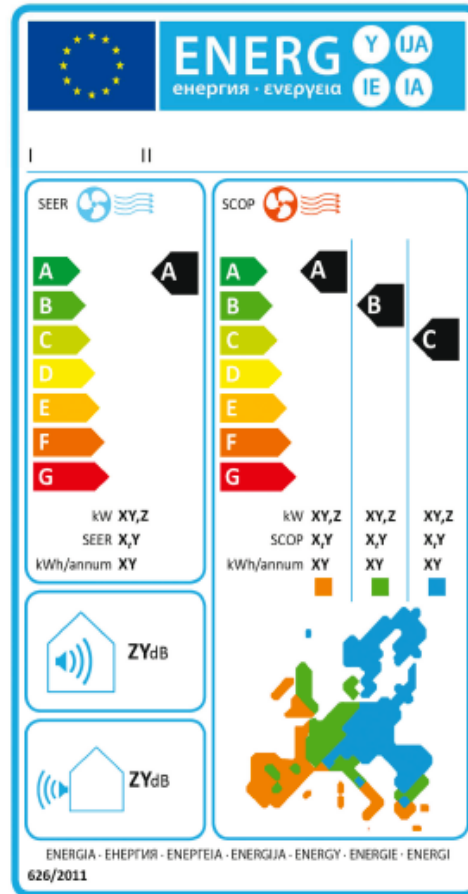 ENERG Y IJA
енергия · ενεργεια IE IA
I II
SEER
A A
B
C
D
E
F
G
kW XY,Z
SEER X,Y
kWh/annum XY
SCOP
A A
B B
C C
D
E
F
G
kW XY,Z XY,Z XY,Z
SCOP X,Y X,Y X,Y
kWh/annum XY XY XY
ZYdB
ZYdB
ENERGIA · ЕНЕРГИЯ · ΕΝΕΡΓΕΙΑ · ENERGIJA · ENERGY · ENERGIE · ENERGI
626/2011